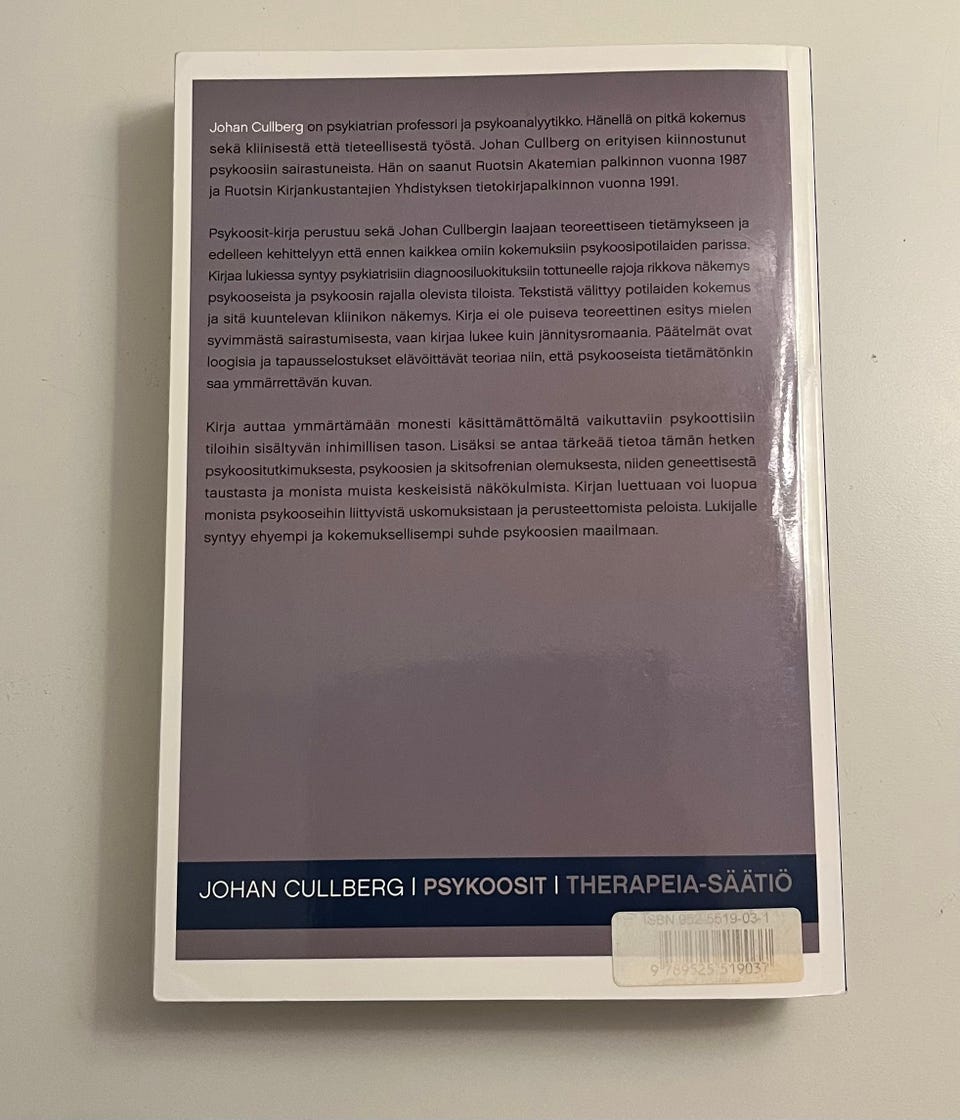 Johan Cullberg on psykiatrian professori ja psykoanalyytikko. Hänellä on pitkä kokemus
sekä kliinisestä että tieteellisestä työstä. Johan Cullberg on erityisen kiinnostunut
psykoosiin sairastuneista. Hän on saanut Ruotsin Akatemian palkinnon vuonna 1987
ja Ruotsin Kirjankustantajien Yhdistyksen tietokirjapalkinnon vuonna 1991.
Psykoosit-kirja perustuu sekä Johan Cullbergin laajaan teoreettiseen tietämykseen ja
edelleen kehittelyyn että ennen kaikkea omiin kokemuksiin psykoosipotilaiden parissa.
Kirjaa lukiessa syntyy psykiatrisiin diagnoosiluokituksiin tottuneelle rajoja rikkova näkemys
psykooseista ja psykoosin rajalla olevista tiloista. Tekstistä välittyy potilaiden kokemus
ja sitä kuuntelevan kliinikon näkemys. Kirja ei ole puiseva teoreettinen esitys mielen
syvimmästä sairastumisesta, vaan kirjaa lukee kuin jännitysromaania. Päätelmät ovat
loogisia ja tapausselostukset elävöittävät teoriaa niin, että psykooseista tietämätönkin
saa ymmärrettävän kuvan.
Kirja auttaa ymmärtämään monesti käsittämättömältä vaikuttaviin psykoottisiin
tiloihin sisältyvän inhimillisen tason. Lisäksi se antaa tärkeää tietoa tämän hetken
psykoositutkimuksesta, psykoosien ja skitsofrenian olemuksesta, niiden geneettisestä
taustasta ja monista muista keskeisistä näkökulmista. Kirjan luettuaan voi luopua
monista psykooseihin liittyvistä uskomuksistaan ja perusteettomista peloista. Lukijalle
syntyy ehyempi ja kokemuksellisempi suhde psykoosien maailmaan.
JOHAN CULLBERG | PSYKOOSIT | THERAPEIA-SÄÄTIÖ
ISBN 952-5519-03-1
9 789525 519037